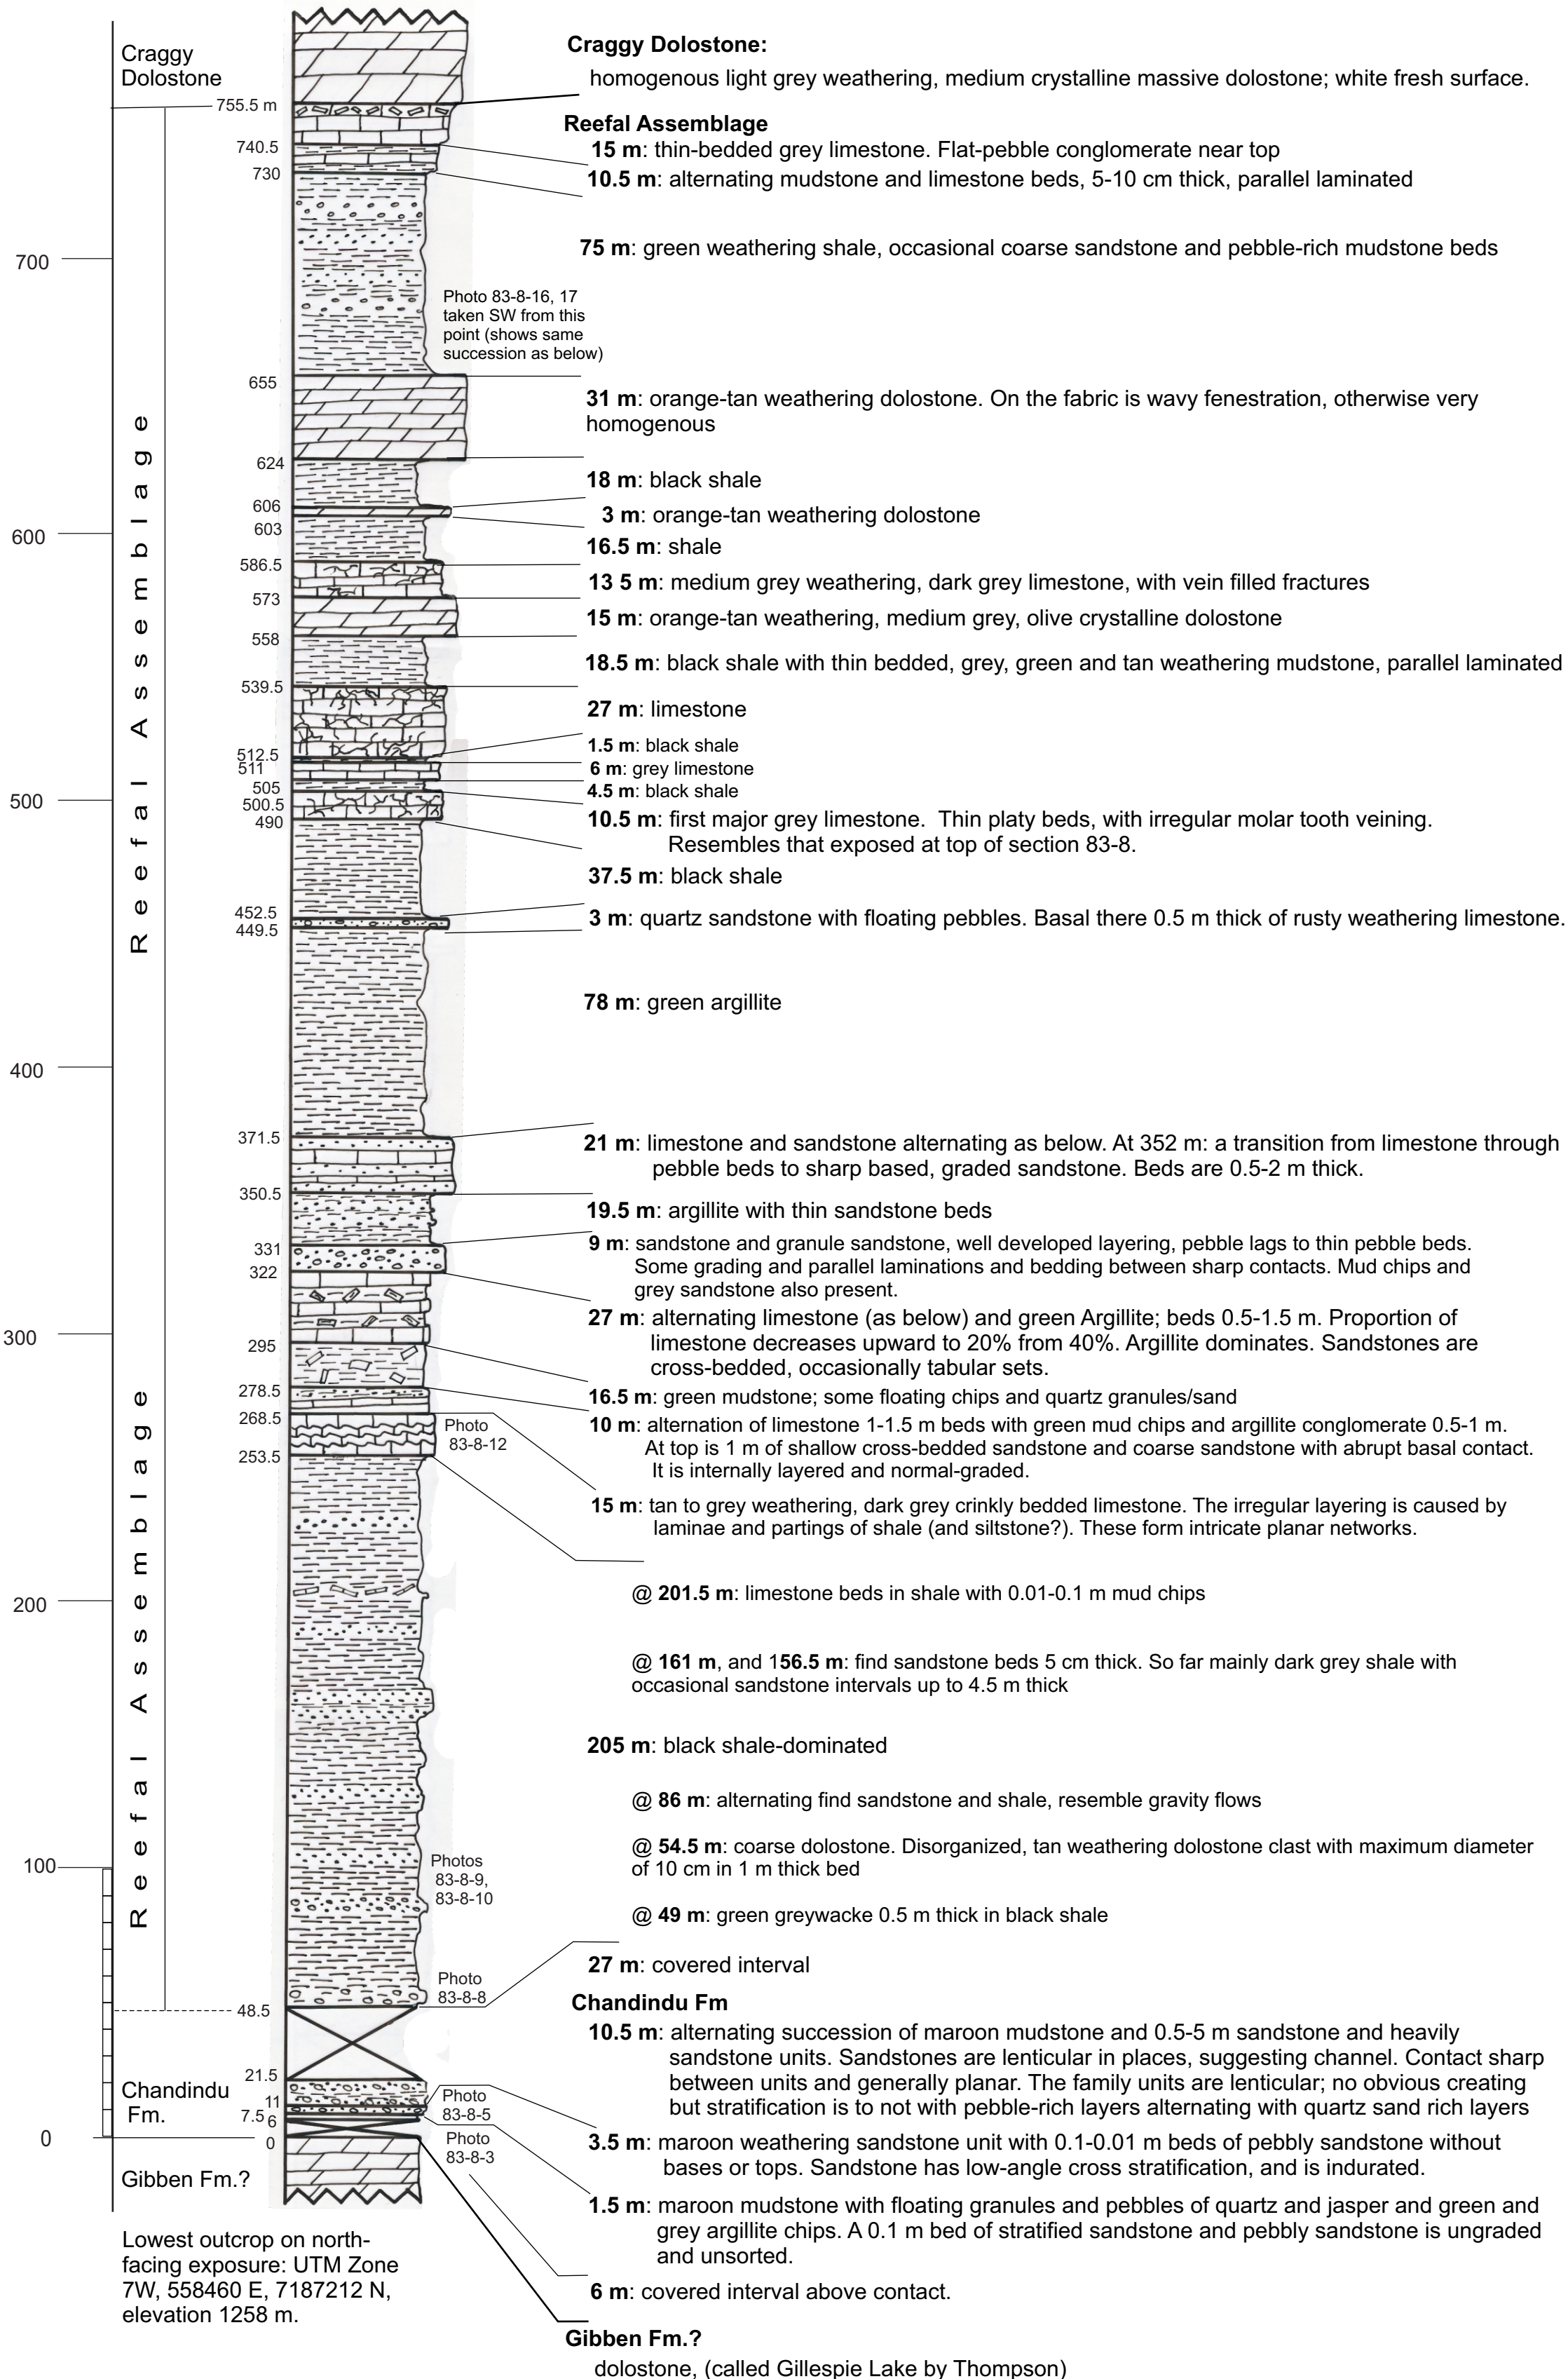 Craggy
Dolostone
755.5 m
740.5
730
700
655
624
606
603
600
586.5
573
558
539.5
512.5
511
505
500.5
500
490
452.5
449.5
400
371.5
350.5
331
322
300
295
278.5
268.5
253.5
200
100
48.5
21.5
11
7.5
6
0
0
Reefal Assemblage
Reefal Assemblage
Chandindu
Fm.
Gibben Fm.?
Lowest outcrop on north-
facing exposure: UTM Zone
7W, 558460 E, 7187212 N,
elevation 1258 m.
Photo 83-8-16, 17
taken SW from this
point (shows same
succession as below)
Photo
83-8-12
Photos
83-8-9,
83-8-10
Photo
83-8-8
Photo
83-8-5
Photo
83-8-3
Craggy Dolostone:
homogenous light grey weathering, medium crystalline massive dolostone; white fresh surface.
Reefal Assemblage
15 m: thin-bedded grey limestone. Flat-pebble conglomerate near top
10.5 m: alternating mudstone and limestone beds, 5-10 cm thick, parallel laminated
75 m: green weathering shale, occasional coarse sandstone and pebble-rich mudstone beds
31 m: orange-tan weathering dolostone. On the fabric is wavy fenestration, otherwise very
homogenous
18 m: black shale
3 m: orange-tan weathering dolostone
16.5 m: shale
13 5 m: medium grey weathering, dark grey limestone, with vein filled fractures
15 m: orange-tan weathering, medium grey, olive crystalline dolostone
18.5 m: black shale with thin bedded, grey, green and tan weathering mudstone, parallel laminated
27 m: limestone
1.5 m: black shale
6 m: grey limestone
4.5 m: black shale
10.5 m: first major grey limestone. Thin platy beds, with irregular molar tooth veining.
Resembles that exposed at top of section 83-8.
37.5 m: black shale
3 m: quartz sandstone with floating pebbles. Basal there 0.5 m thick of rusty weathering limestone.
78 m: green argillite
21 m: limestone and sandstone alternating as below. At 352 m: a transition from limestone through
pebble beds to sharp based, graded sandstone. Beds are 0.5-2 m thick.
19.5 m: argillite with thin sandstone beds
9 m: sandstone and granule sandstone, well developed layering, pebble lags to thin pebble beds.
Some grading and parallel laminations and bedding between sharp contacts. Mud chips and
grey sandstone also present.
27 m: alternating limestone (as below) and green Argillite; beds 0.5-1.5 m. Proportion of
limestone decreases upward to 20% from 40%. Argillite dominates. Sandstones are
cross-bedded, occasionally tabular sets.
16.5 m: green mudstone; some floating chips and quartz granules/sand
10 m: alternation of limestone 1-1.5 m beds with green mud chips and argillite conglomerate 0.5-1 m.
At top is 1 m of shallow cross-bedded sandstone and coarse sandstone with abrupt basal contact.
It is internally layered and normal-graded.
15 m: tan to grey weathering, dark grey crinkly bedded limestone. The irregular layering is caused by
laminae and partings of shale (and siltstone?). These form intricate planar networks.
@ 201.5 m: limestone beds in shale with 0.01-0.1 m mud chips
@ 161 m, and 156.5 m: find sandstone beds 5 cm thick. So far mainly dark grey shale with
occasional sandstone intervals up to 4.5 m thick
205 m: black shale-dominated
@ 86 m: alternating find sandstone and shale, resemble gravity flows
@ 54.5 m: coarse dolostone. Disorganized, tan weathering dolostone clast with maximum diameter
of 10 cm in 1 m thick bed
@ 49 m: green greywacke 0.5 m thick in black shale
27 m: covered interval
Chandindu Fm
10.5 m: alternating succession of maroon mudstone and 0.5-5 m sandstone and heavily
sandstone units. Sandstones are lenticular in places, suggesting channel. Contact sharp
between units and generally planar. The family units are lenticular; no obvious creating
but stratification is to not with pebble-rich layers alternating with quartz sand rich layers
3.5 m: maroon weathering sandstone unit with 0.1-0.01 m beds of pebbly sandstone without
bases or tops. Sandstone has low-angle cross stratification, and is indurated.
1.5 m: maroon mudstone with floating granules and pebbles of quartz and jasper and green and
grey argillite chips. A 0.1 m bed of stratified sandstone and pebbly sandstone is ungraded
and unsorted.
6 m: covered interval above contact.
Gibben Fm.?
dolostone, (called Gillespie Lake by Thompson)